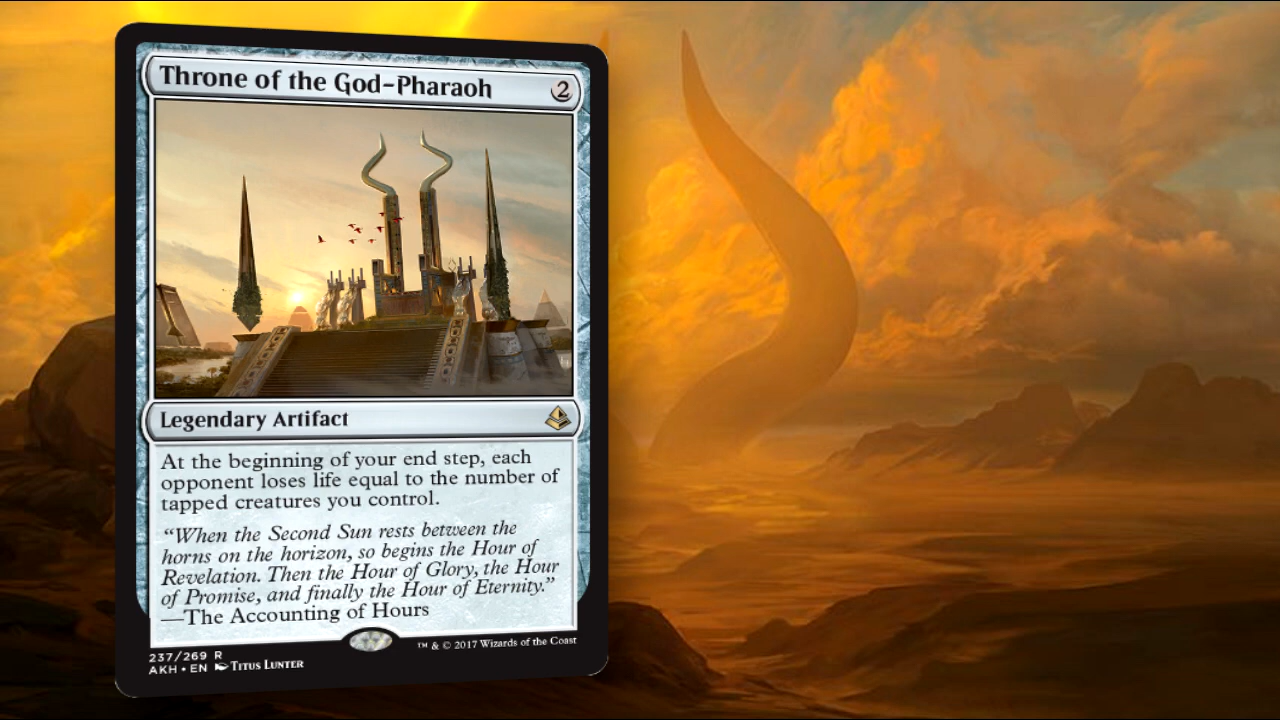 Throne of the God-Pharaoh 2
Legendary Artifact
At the beginning of your end step, each
opponent loses life equal to the number of
tapped creatures you control.
“When the Second Sun rests between the
horns on the horizon, so begins the Hour of
Revelation. Then the Hour of Glory, the Hour
of Promise, and finally the Hour of Eternity.”
—The Accounting of Hours
237/269 R
™ & © 2017 Wizards of the Coast
AKH • EN Titus Lunter